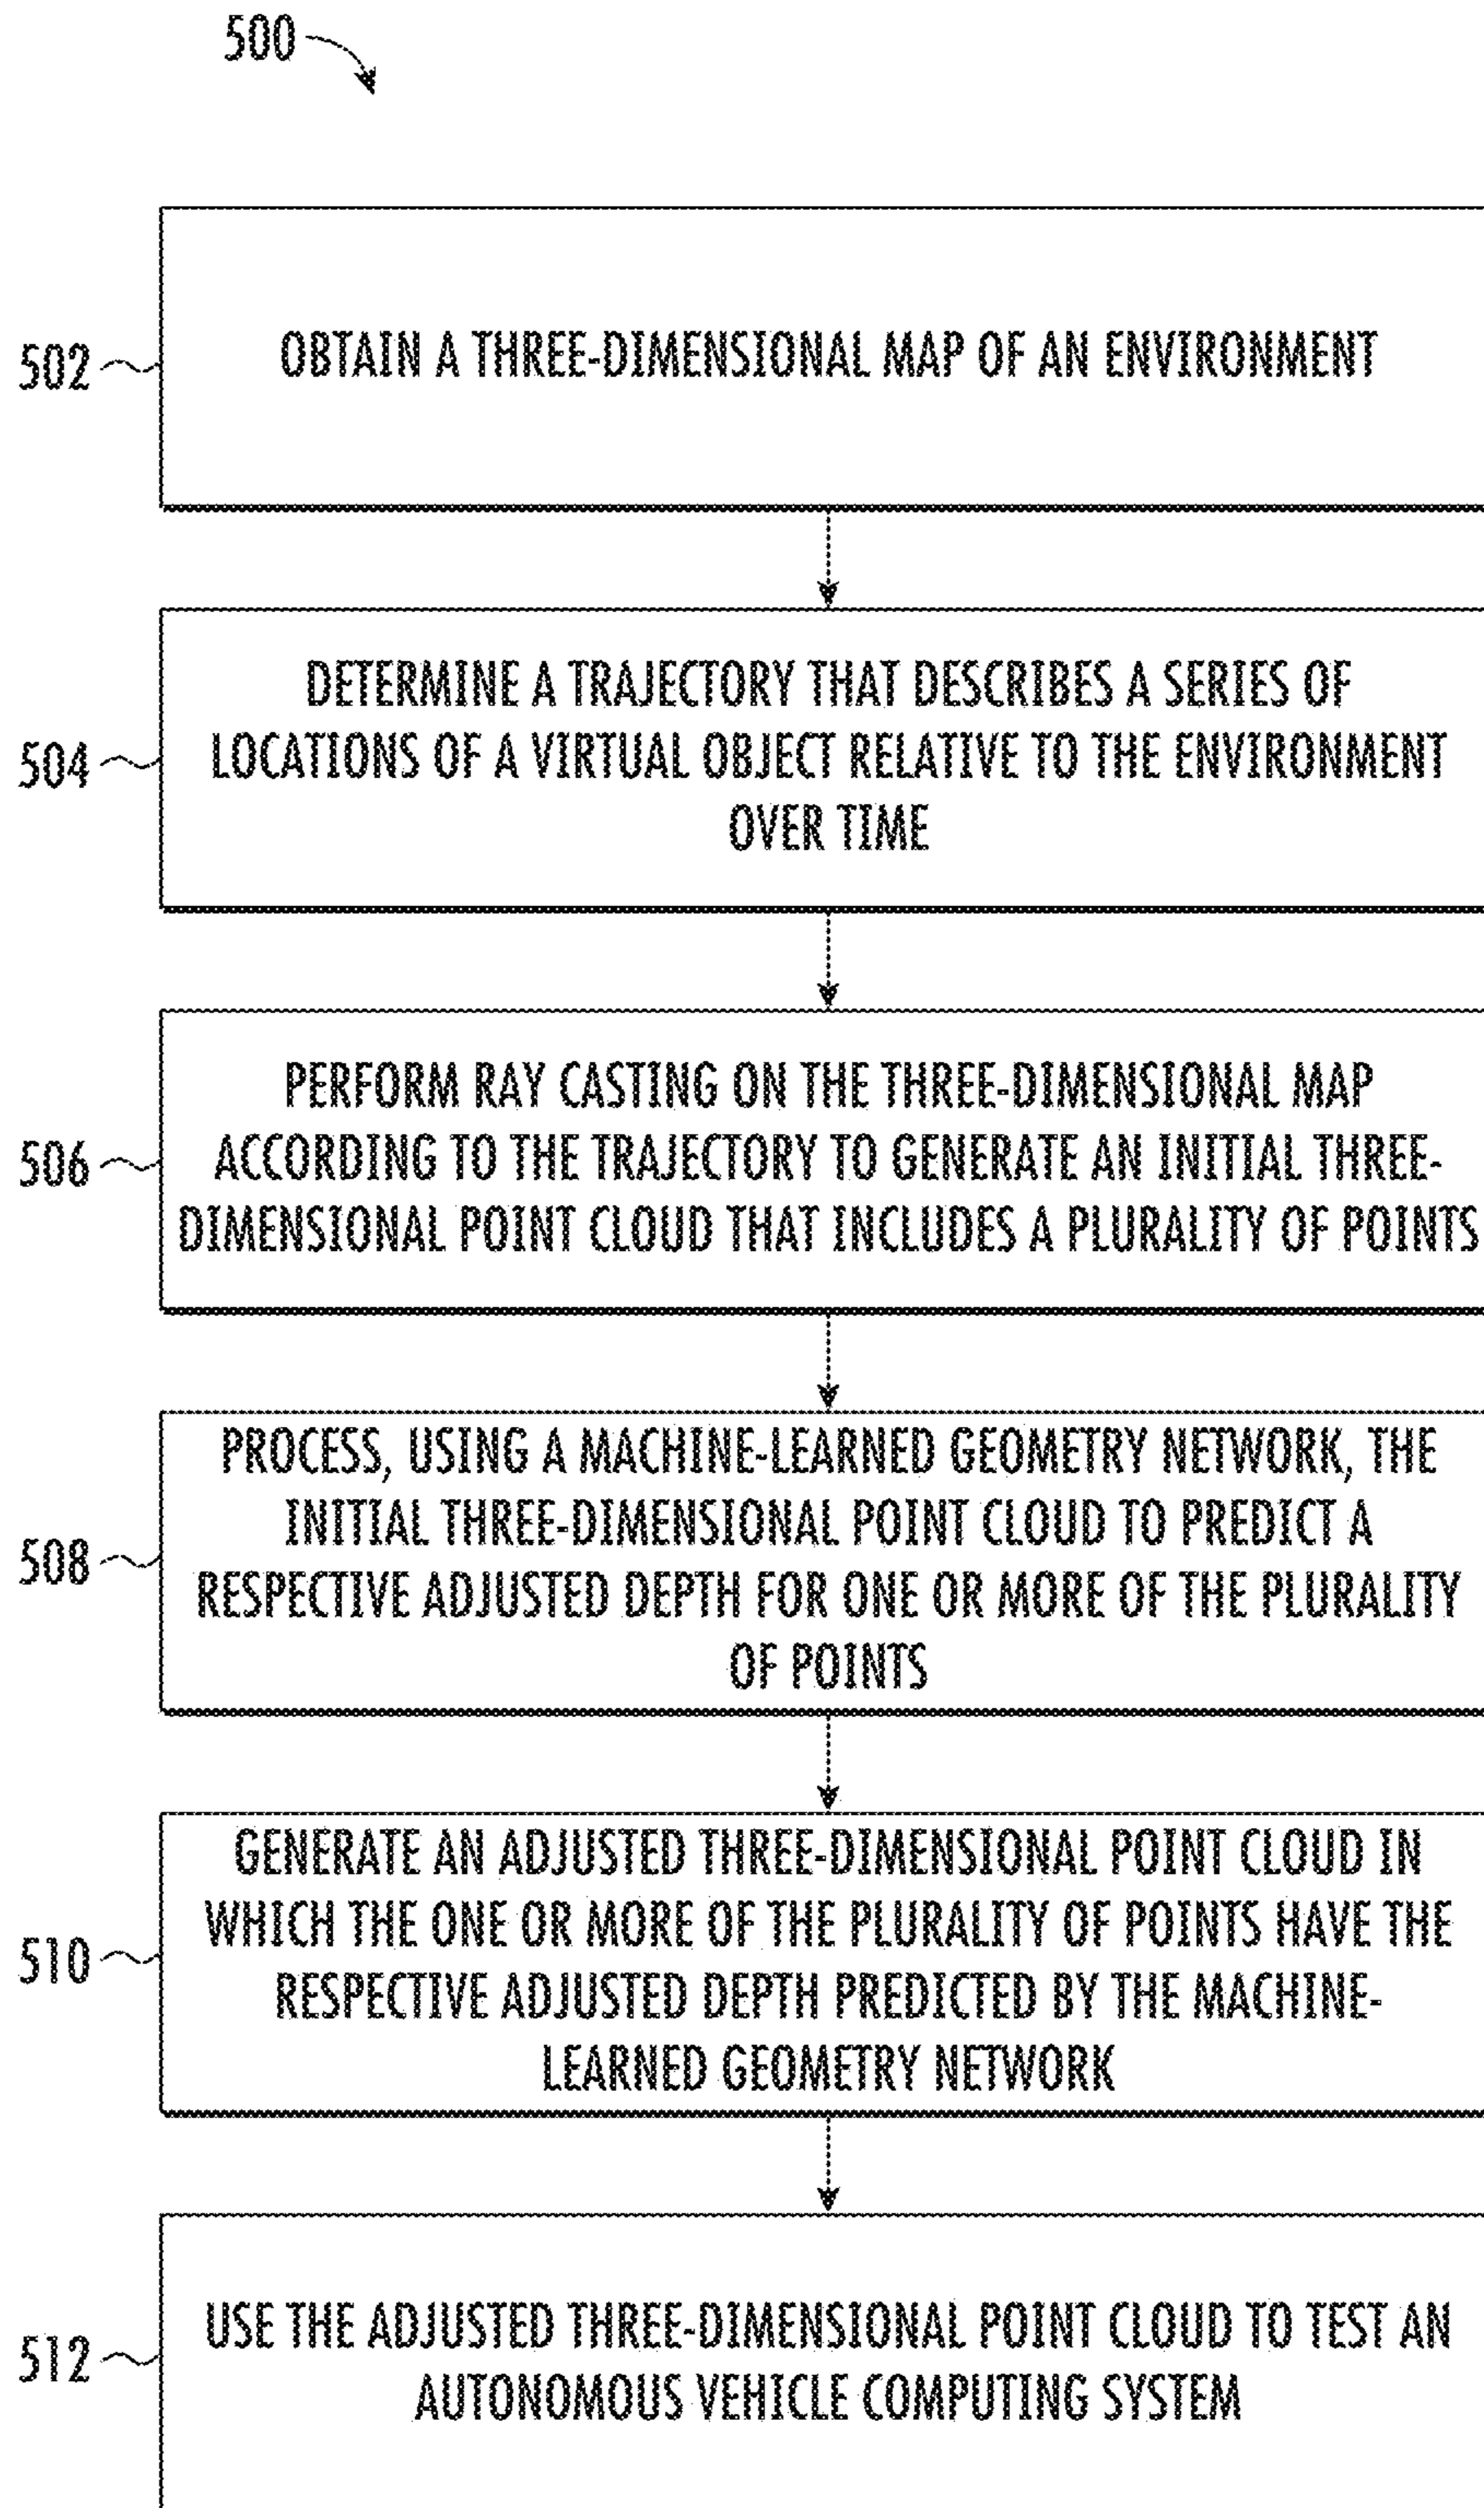 500
502
OBTAIN A THREE-DIMENSIONAL MAP OF AN ENVIRONMENT
504
DETERMINE A TRAJECTORY THAT DESCRIBES A SERIES OF
LOCATIONS OF A VIRTUAL OBJECT RELATIVE TO THE ENVIRONMENT
OVER TIME
506
PERFORM RAY CASTING ON THE THREE-DIMENSIONAL MAP
ACCORDING TO THE TRAJECTORY TO GENERATE AN INITIAL THREE-
DIMENSIONAL POINT CLOUD THAT INCLUDES A PLURALITY OF POINTS
508
PROCESS, USING A MACHINE-LEARNED GEOMETRY NETWORK, THE
INITIAL THREE-DIMENSIONAL POINT CLOUD TO PREDICT A
RESPECTIVE ADJUSTED DEPTH FOR ONE OR MORE OF THE PLURALITY
OF POINTS
510
GENERATE AN ADJUSTED THREE-DIMENSIONAL POINT CLOUD IN
WHICH THE ONE OR MORE OF THE PLURALITY OF POINTS HAVE THE
RESPECTIVE ADJUSTED DEPTH PREDICTED BY THE MACHINE-
LEARNED GEOMETRY NETWORK
512
USE THE ADJUSTED THREE-DIMENSIONAL POINT CLOUD TO TEST AN
AUTONOMOUS VEHICLE COMPUTING SYSTEM